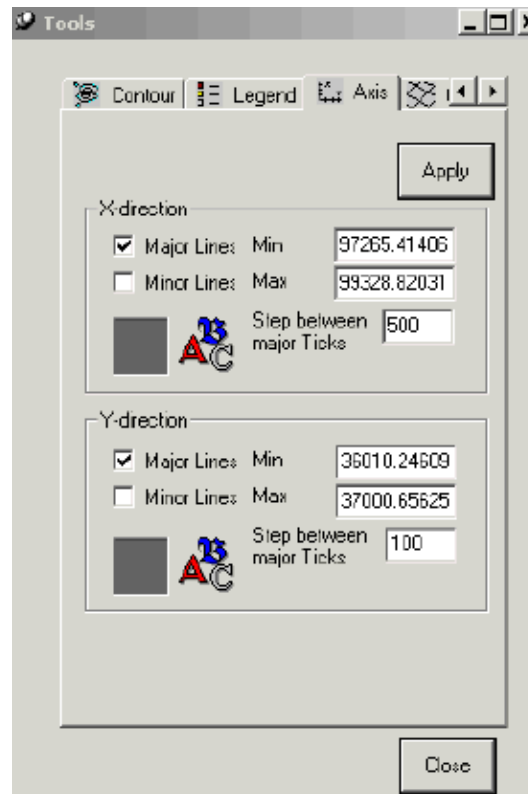 Tools
Contour Legend Axis
Apply
X-direction
Major Lines Min 97265.41406
Minor Lines Max 99328.82031
Step between 500
major Ticks
Y-direction
Major Lines Min 36010.24609
Minor Lines Max 37000.65625
Step between 100
major Ticks
Close